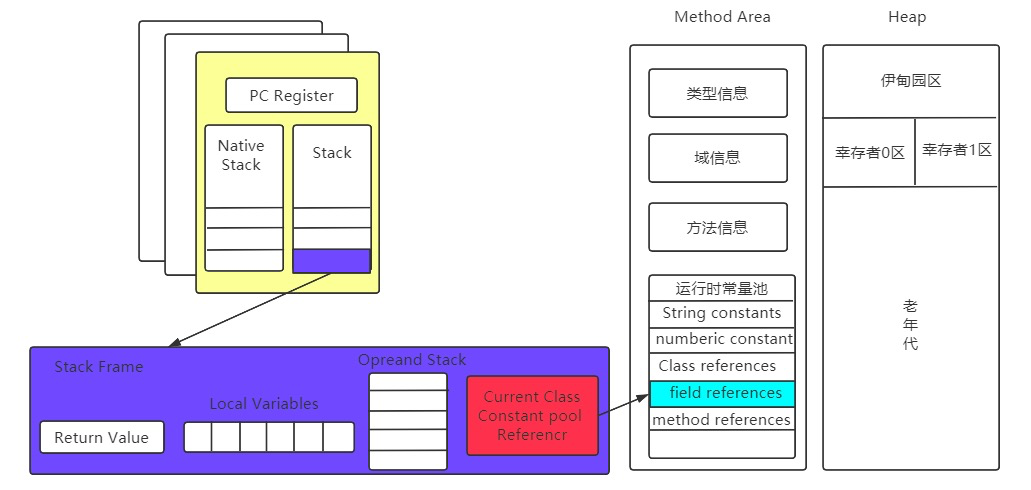 Method Area
Heap
PC Register
Native
Stack
Stack
类型信息
域信息
方法信息
运行时常量池
String constants
numberic constant
Class references
field references
method references
伊甸园区
幸存者0区
幸存者1区
老
年
代
Stack Frame
Opreand Stack
Local Variables
Return Value
Current Class
Constant pool
Referencr